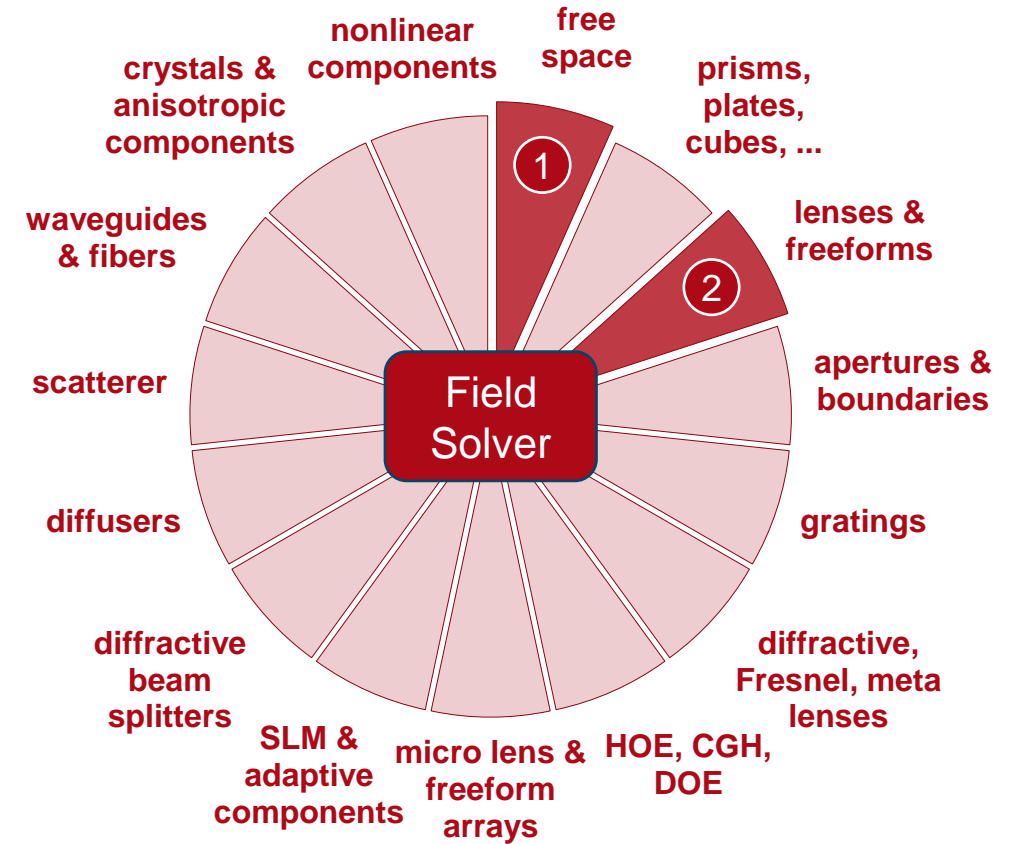 free
space
1
prisms,
plates,
cubes, ...
lenses &
freeforms
2
apertures &
boundaries
gratings
diffractive,
Fresnel, meta
lenses
HOE, CGH,
DOE
micro lens &
freeform
arrays
SLM &
adaptive
components
diffractive
beam
splitters
diffusers
scatterer
waveguides
& fibers
crystals &
anisotropic
components
nonlinear
components
Field
Solver